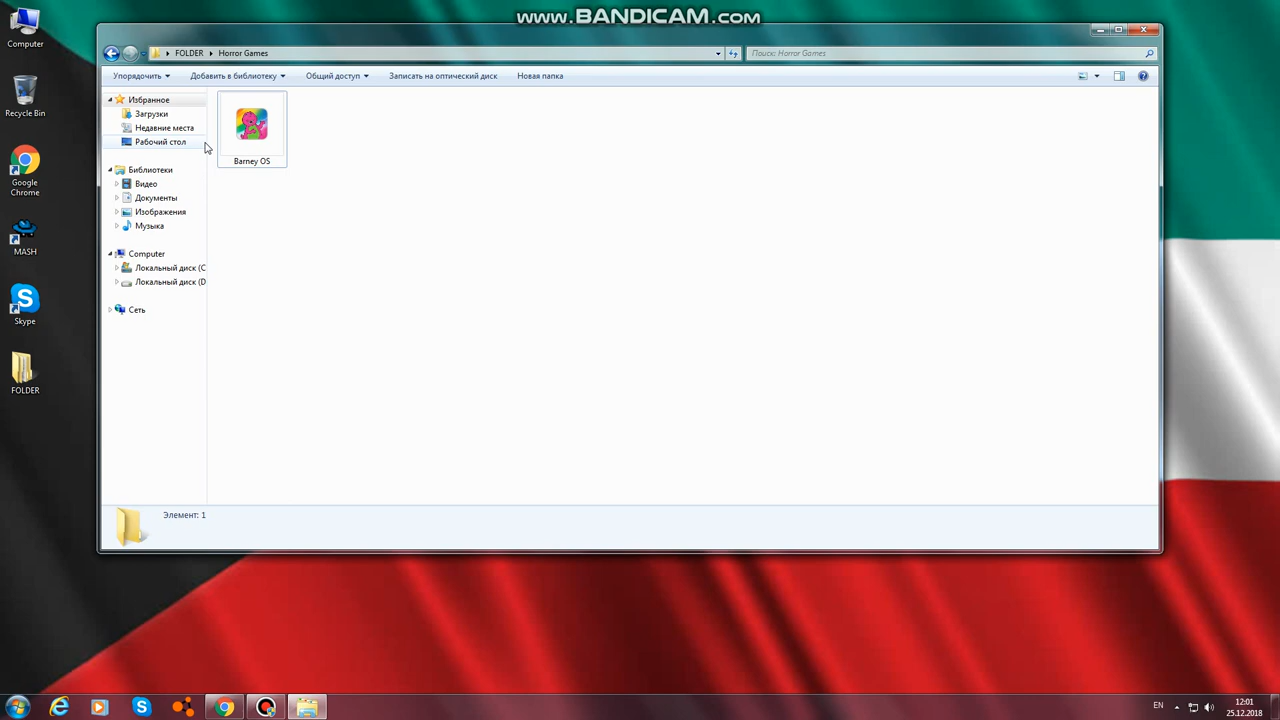 www.BANDICAM.com
Computer
Recycle Bin
Google
Chrome
MASH
Skype
FOLDER
FOLDER Horror Games
Поиск: Horror Games
Упорядочить Добавить в библиотеку Общий доступ Записать на оптический диск Новая папка
Избранное
Загрузки
Недавние места
Рабочий стол
Библиотеки
Видео
Документы
Изображения
Музыка
Computer
Локальный диск (C
Локальный диск (D
Сеть
Barney OS
Элемент: 1
EN
12:01
25.12.2018